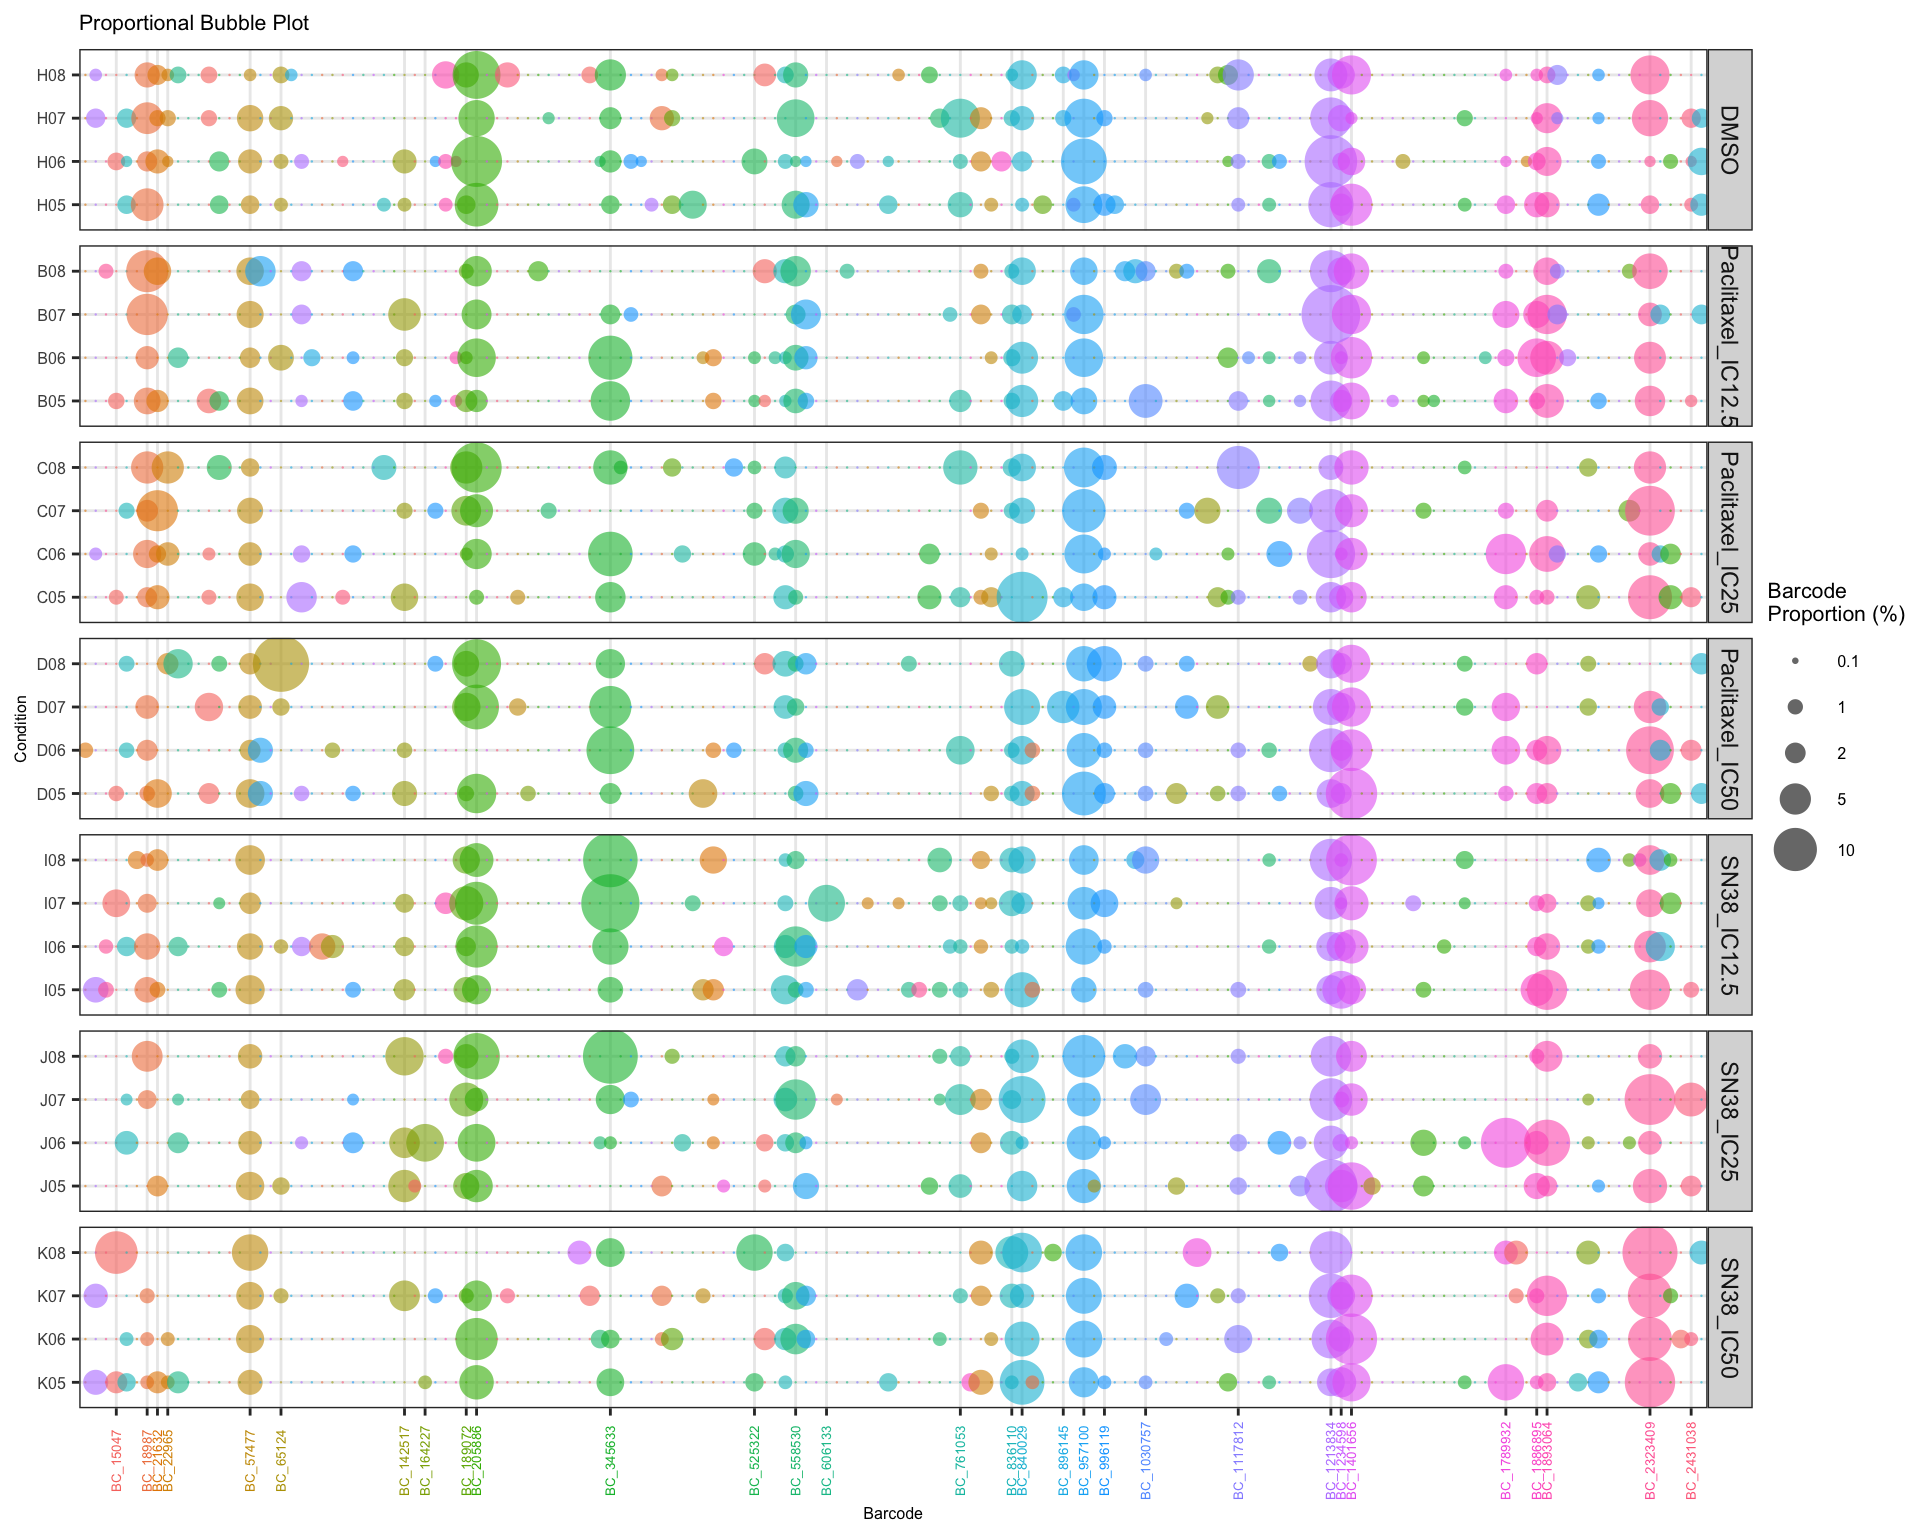 Proportional Bubble Plot
H08
H07
H06
H05
DMSO
B08
B07
B06
B05
Paclitaxel_IC12.5
C08
C07
C06
C05
Paclitaxel_IC25
D08
D07
D06
D05
Paclitaxel_IC50
I08
I07
I06
I05
SN38_IC12.5
J08
J07
J06
J05
SN38_IC25
K08
K07
K06
K05
SN38_IC50
Condition
BC_15047
BC_18987
BC_21632
BC_22965
BC_57477
BC_65124
BC_142517
BC_164227
BC_189072
BC_205886
BC_345633
BC_525322
BC_558530
BC_606133
BC_761053
BC_836110
BC_840029
BC_896145
BC_957100
BC_996119
BC_1030757
BC_1117812
BC_1213834
BC_1234598
BC_1401656
BC_1789932
BC_1886895
BC_1893064
BC_2323409
BC_2431038
Barcode
Barcode
Proportion (%)
0.1
1
2
5
10